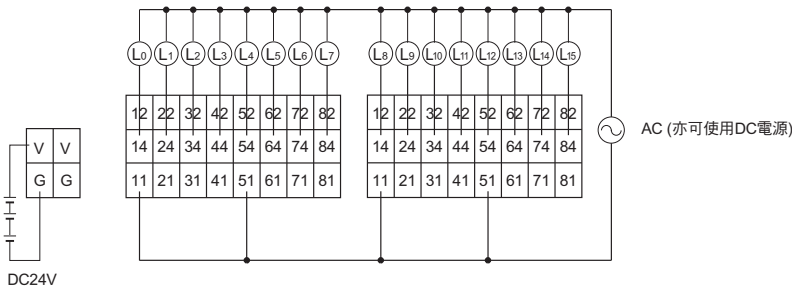 L0 L1 L2 L3 L4 L5 L6 L7 L8 L9 L10 L11 L12 L13 L14 L15
12 22 32 42 52 62 72 82 12 22 32 42 52 62 72 82
AC (亦可使用DC電源)
V V 14 24 34 44 54 64 74 84 14 24 34 44 54 64 74 84
G G 11 21 31 41 51 61 71 81 11 21 31 41 51 61 71 81
DC24V